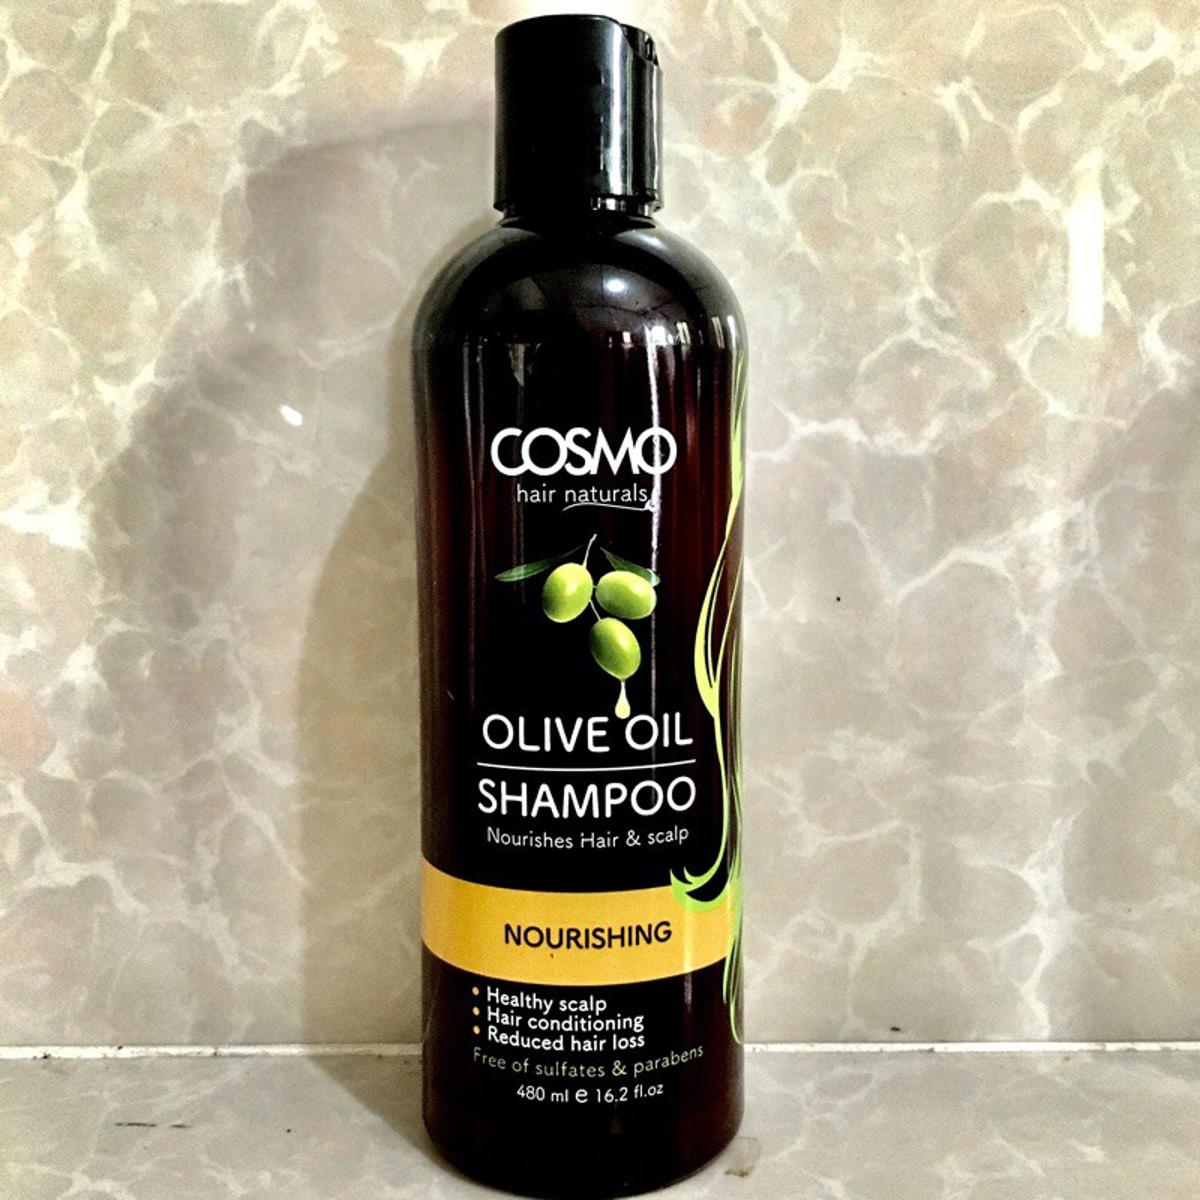 COSMO
hair naturals
OLIVE OIL
SHAMPOO
Nourishes Hair & scalp
NOURISHING
• Healthy scalp
• Hair conditioning
• Reduced hair loss
Free of sulfates & parabens
480 ml e 16.2 fl.oz